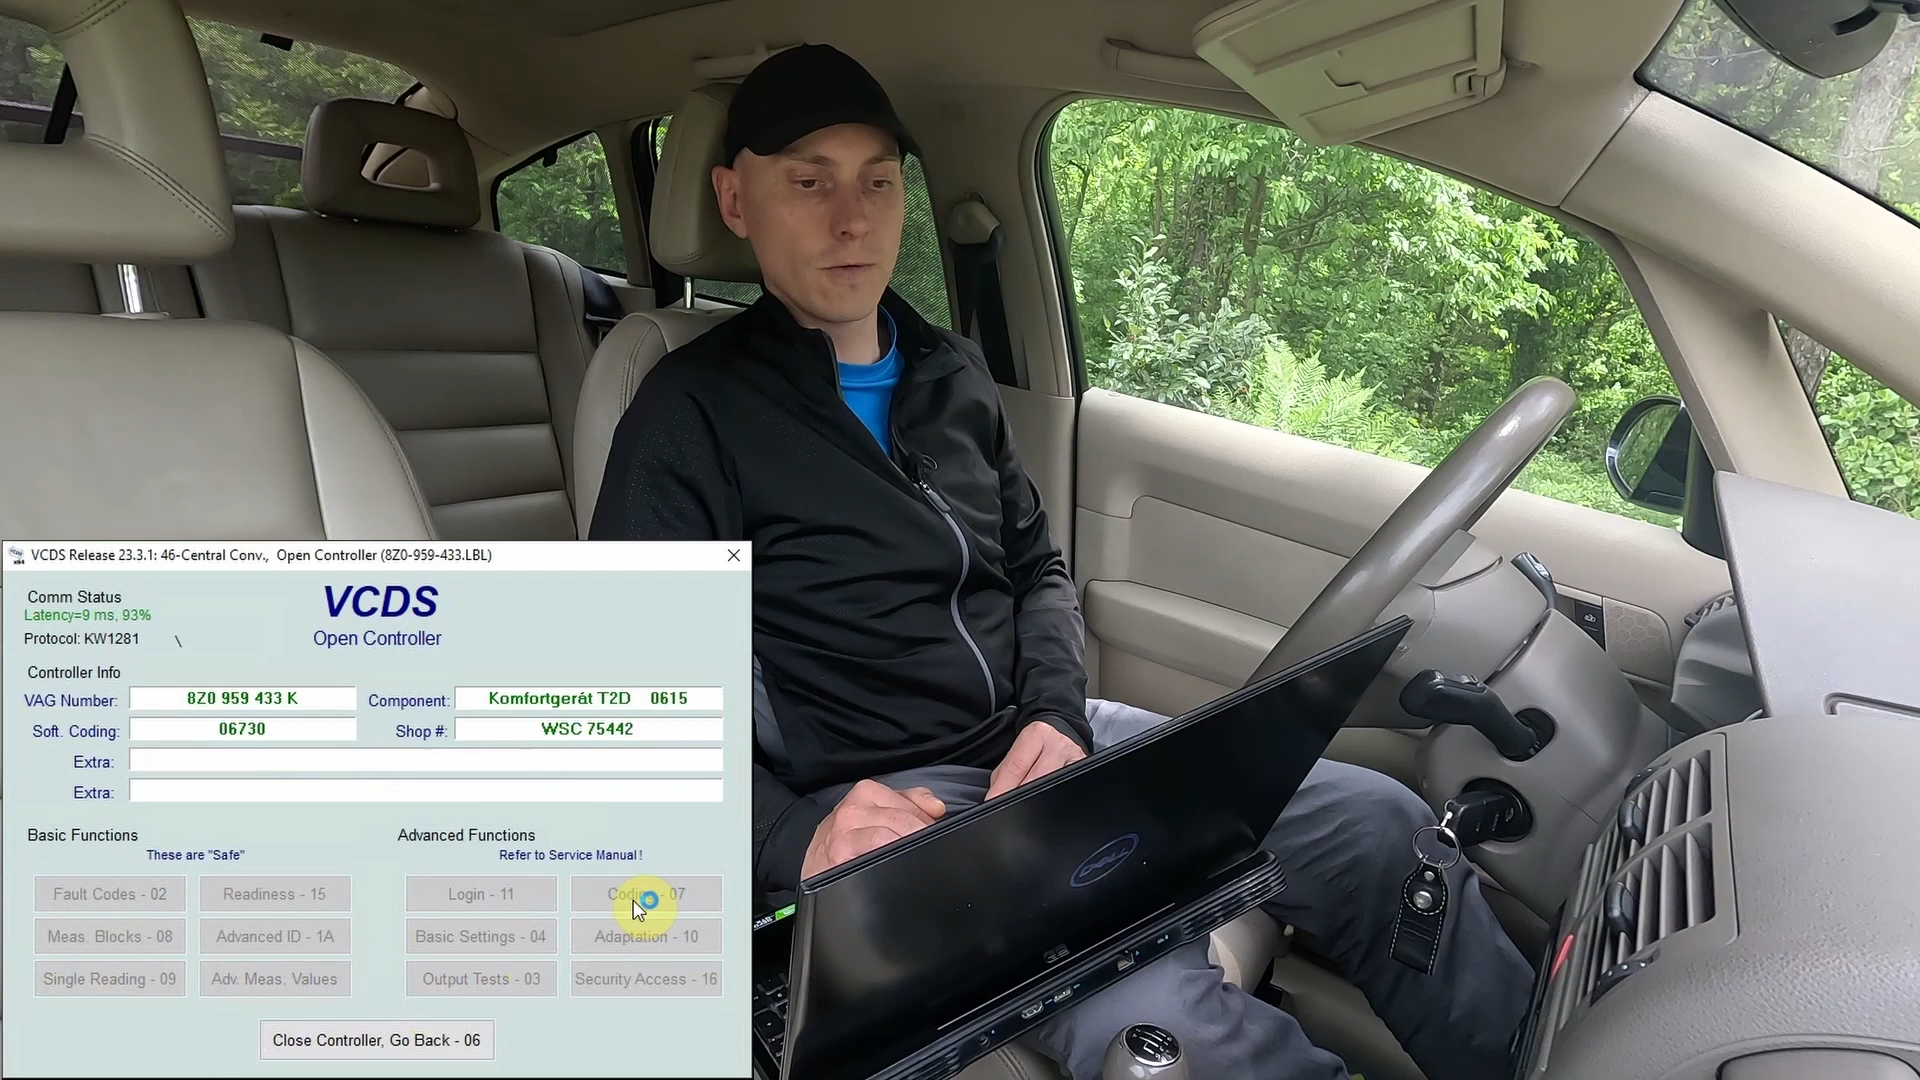 VCDS Release 23.3.1: 46-Central Conv., Open Controller (8Z0-959-433.LBL)
Comm Status
Latency=9 ms, 93%
Protocol: KW1281 \
VCDS
Open Controller
Controller Info
VAG Number: 8Z0 959 433 K Component: Komfortgerát T2D 0615
Soft. Coding: 06730 Shop #: WSC 75442
Extra:
Extra:
Basic Functions
These are "Safe"
Advanced Functions
Refer to Service Manual!
Fault Codes - 02 Readiness - 15 Login - 11 Coding - 07
Meas. Blocks - 08 Advanced ID - 1A Basic Settings - 04 Adaptation - 10
Single Reading - 09 Adv. Meas. Values Output Tests - 03 Security Access - 16
Close Controller, Go Back - 06
DELL